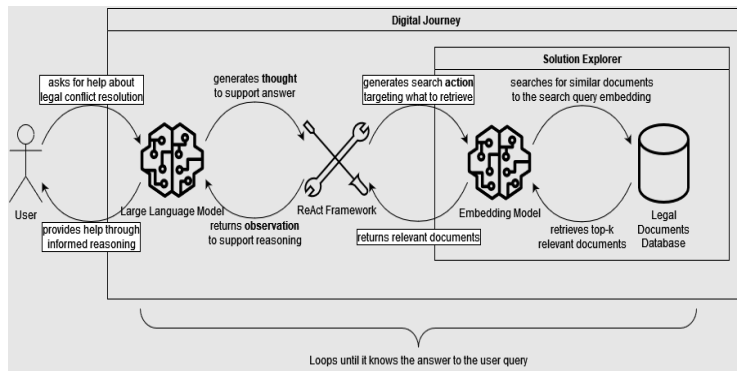 Digital Journey
Solution Explorer
asks for help about
legal conflict resolution
generates thought
to support answer
generates search action
targeting what to retrieve
searches for similar documents
to the search query embedding
User
Large Language Model
ReAct Framework
Embedding Model
Legal
Documents
Database
provides help through
informed reasoning
returns observation
to support reasoning
returns relevant documents
retrieves top-k
relevant documents
Loops until it knows the answer to the user query